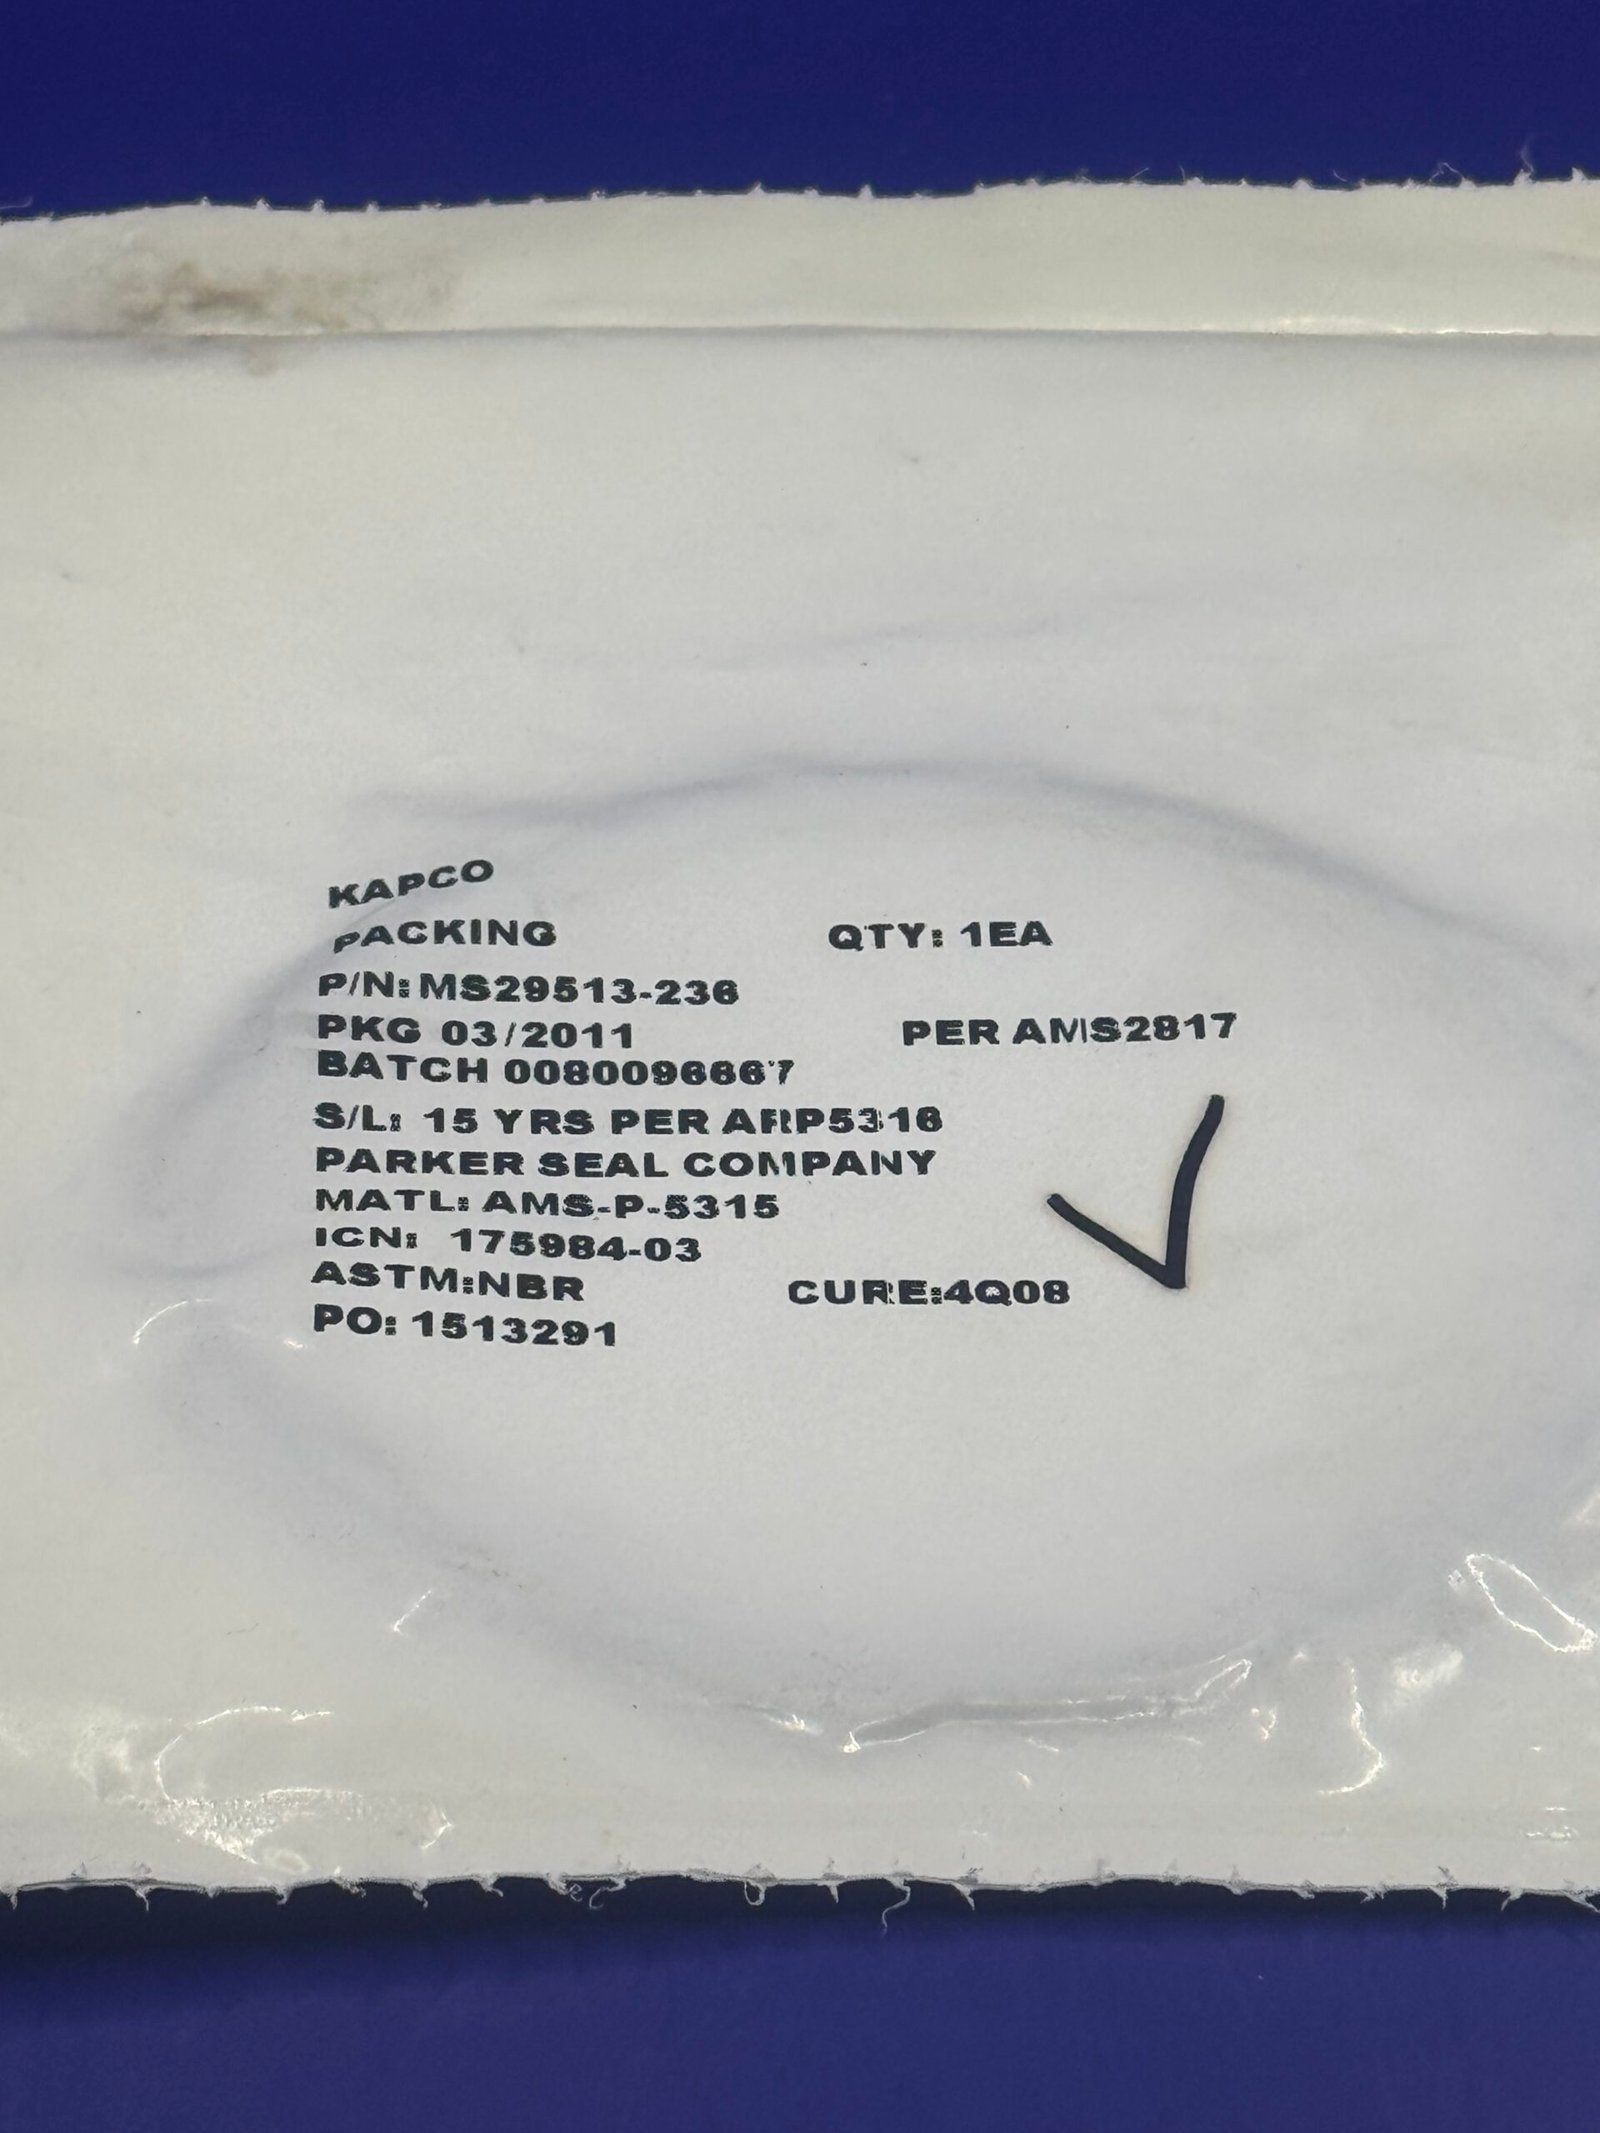 KAPCO
PACKING QTY: 1EA
P/N: MS29513-236
PKG 03/2011 PER AMS2817
BATCH 0080096667
S/L: 15 YRS PER ARP5316
PARKER SEAL COMPANY
MATL: AMS-P-5315
ICN: 175984-03
ASTM:NBR CURE:4Q08
PO: 1513291